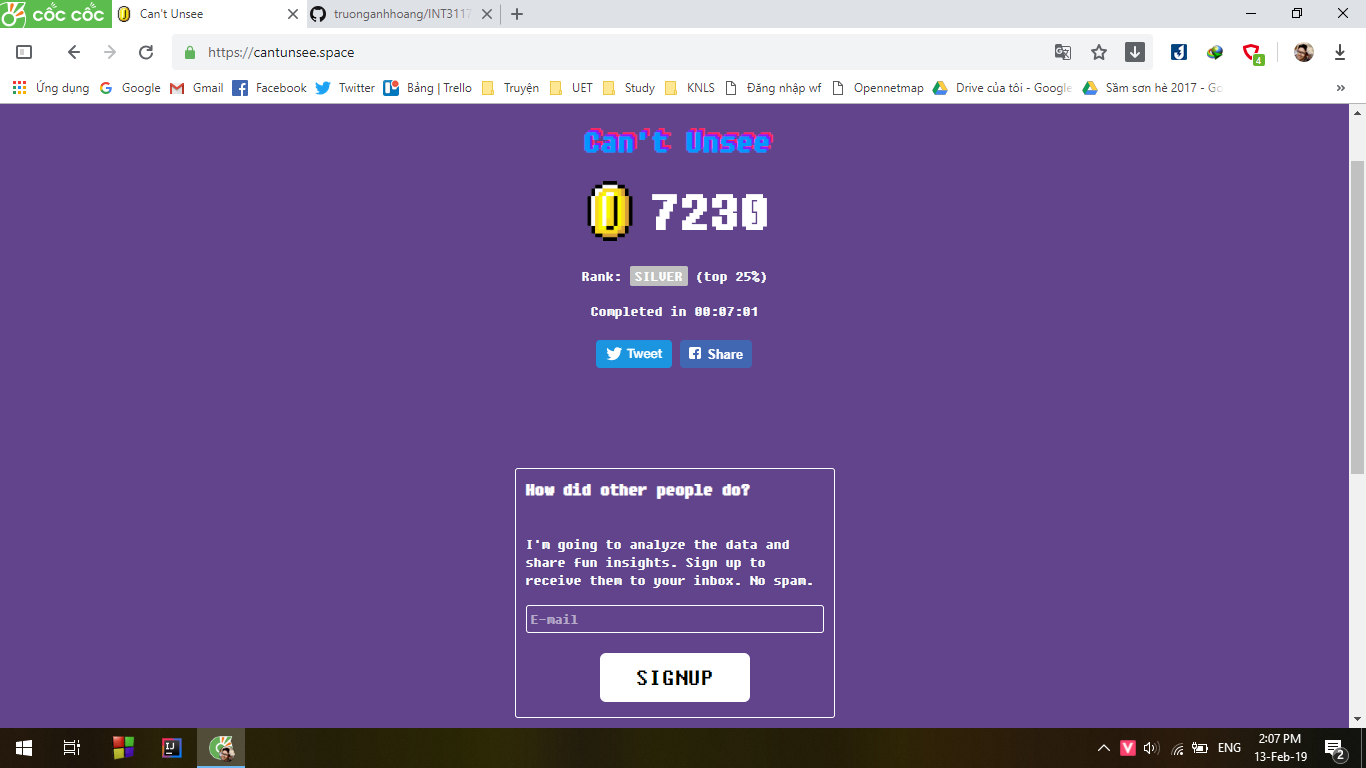 cốc cốc
Can't Unsee
truonganhhoang/INT3117
https://cantunsee.space
4
Ứng dụng
Google
Gmail
Facebook
Twitter
Bảng | Trello
Truyện
UET
Study
KNLS
Đăng nhập wf
Opennetmap
Drive của tôi - Google
Sầm sơn hè 2017 - Go
»
Can't Unsee
7230
Rank: SILVER (top 25%)
Completed in 00:07:01
Tweet
Share
How did other people do?
I'm going to analyze the data and
share fun insights. Sign up to
receive them to your inbox. No spam.
E-mail
SIGNUP
IJ
V
ENG
2:07 PM
13-Feb-19
2